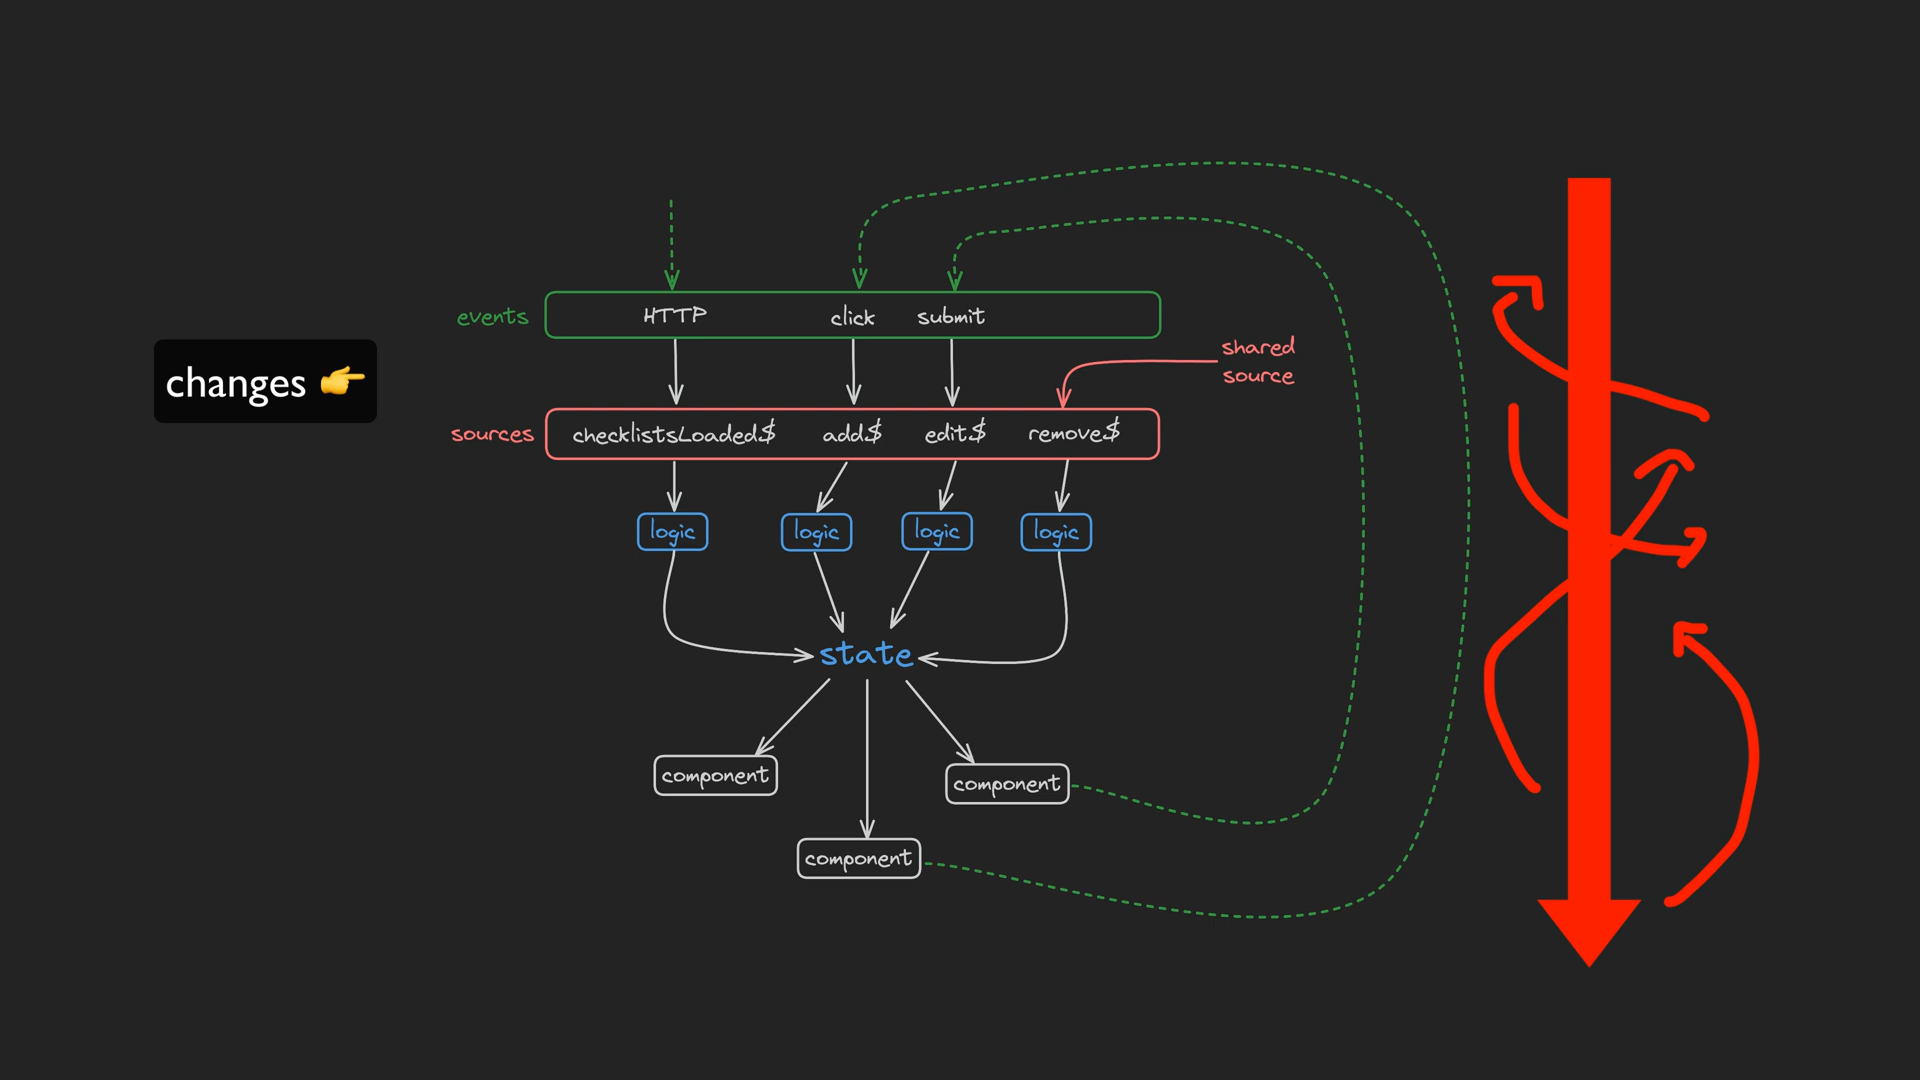 events
HTTP
click
submit
shared
source
changes 👉
sources
checklistsLoaded$
add$
edit$
remove$
logic
logic
logic
logic
state
component
component
component